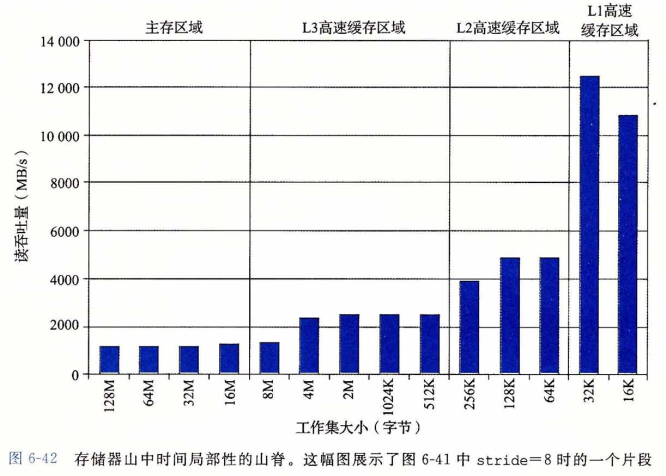 主存区域 L3高速缓存区域 L2高速缓存区域 L1高速
缓存区域
14 000
12 000
10 000
8000
6000
4000
2000
0
读吞吐量(MB/s)
128M 64M 32M 16M 8M 4M 2M 1024K 512K 256K 128K 64K 32K 16K
工作集大小(字节)
图 6-42 存储器山中时间局部性的山脊。这幅图展示了图 6-41 中 stride=8 时的一个片段